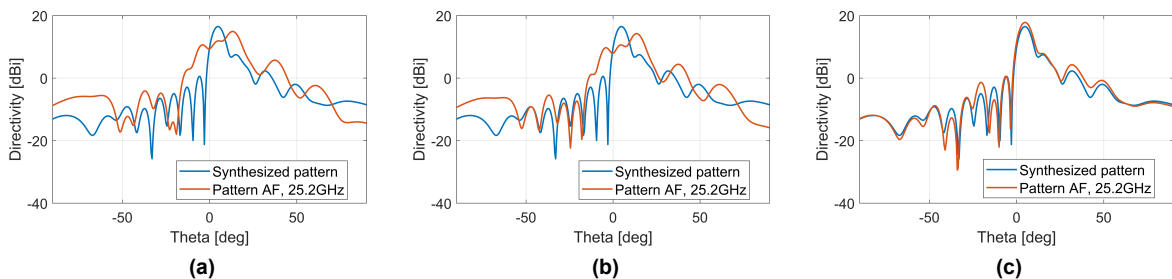 20
0
-20
-40
Directivity [dBi]
-50
0
50
Theta [deg]
Synthesized pattern
Pattern AF, 25.2GHz
(a)
20
0
-20
-40
Directivity [dBi]
-50
0
50
Theta [deg]
Synthesized pattern
Pattern AF, 25.2GHz
(b)
20
0
-20
-40
Directivity [dBi]
-50
0
50
Theta [deg]
Synthesized pattern
Pattern AF, 25.2GHz
(c)